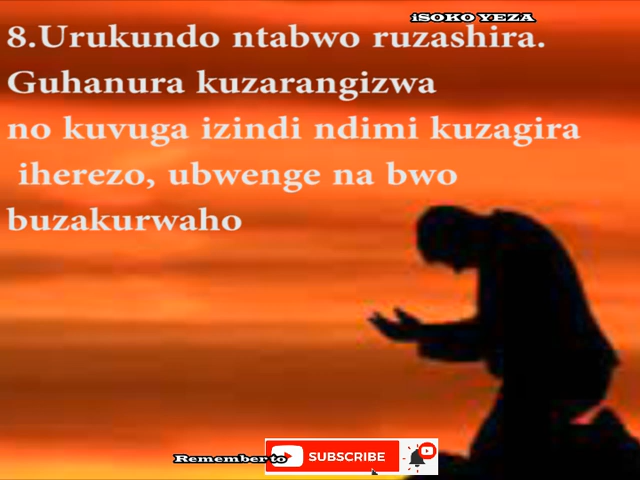 iSOKO YEZA
8.Urukundo ntabwo ruzashira.
Guhanura kuzarangizwa
no kuvuga izindi ndimi kuzagira
iherezo, ubwenge na bwo
buzakurwaho
Remember to SUBSCRIBE